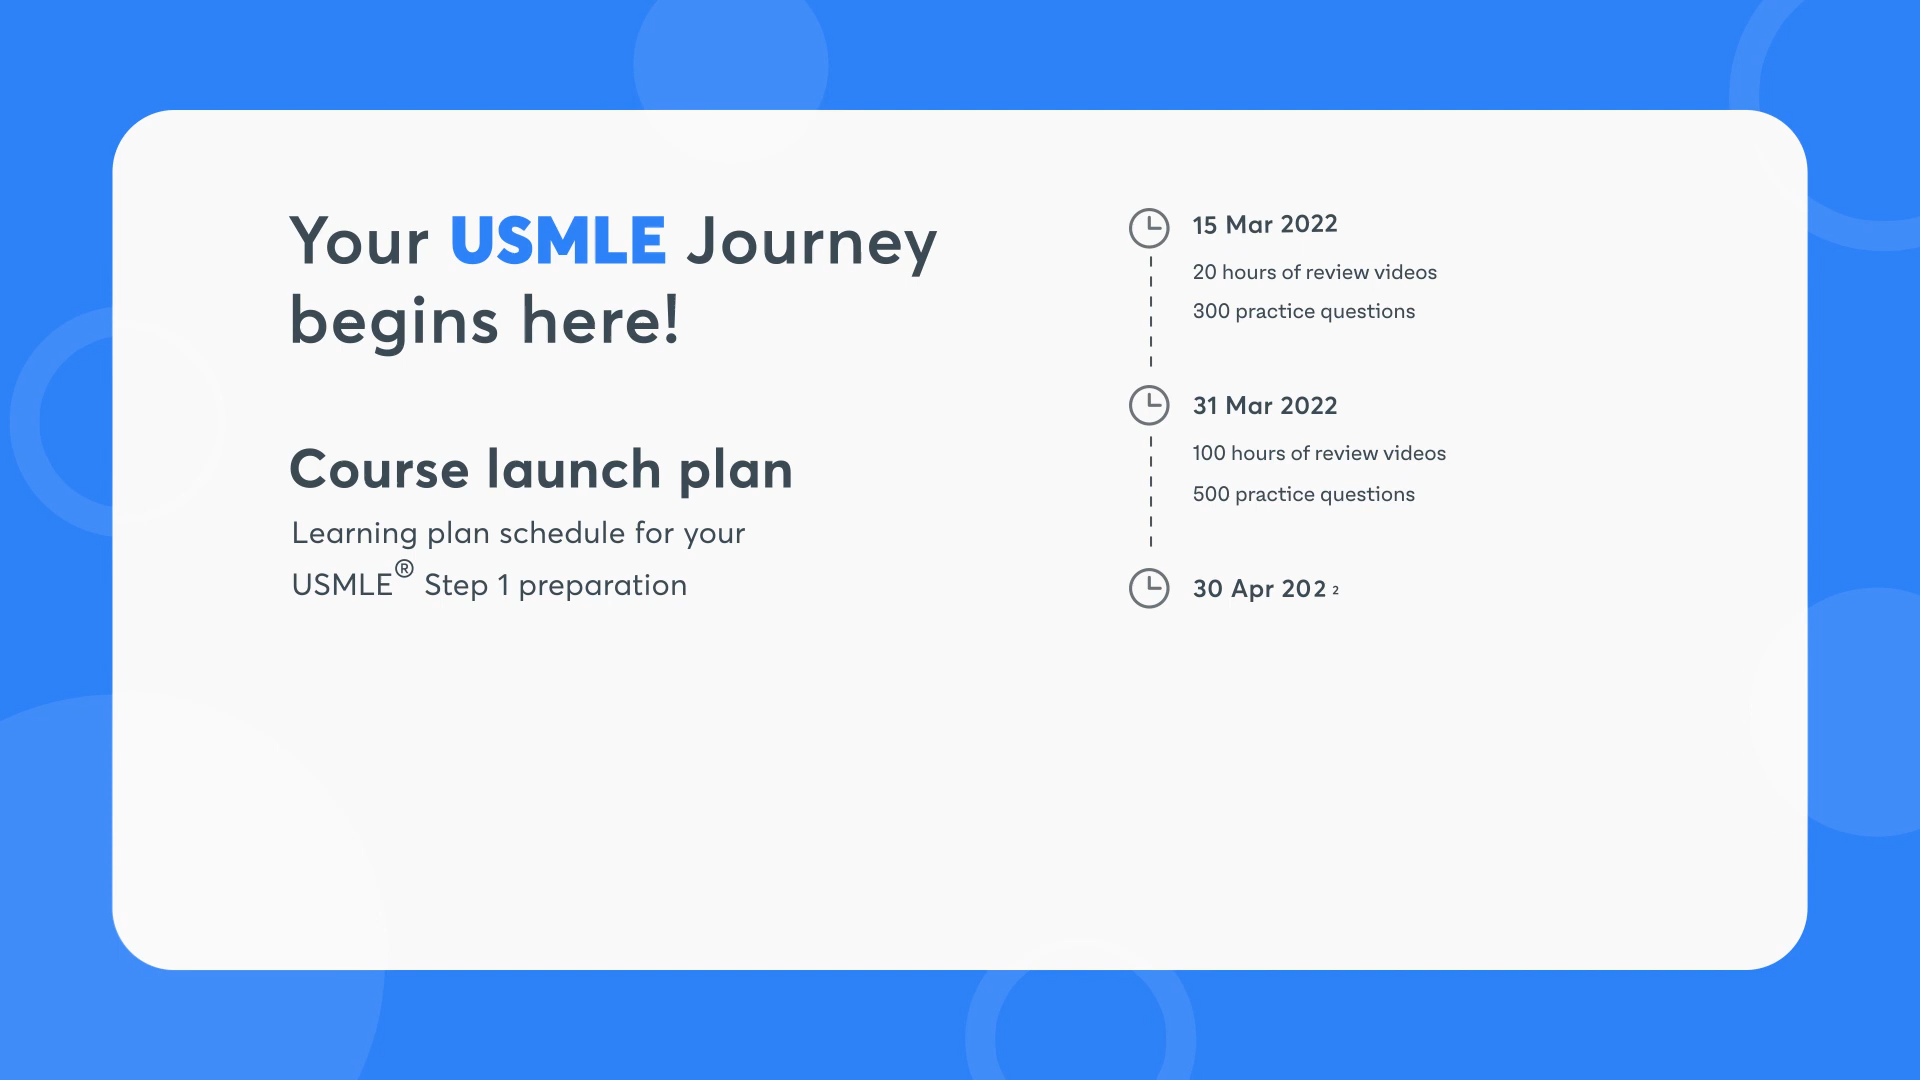 Your USMLE Journey
begins here!
Course launch plan
Learning plan schedule for your
USMLE® Step 1 preparation
15 Mar 2022
20 hours of review videos
300 practice questions
31 Mar 2022
100 hours of review videos
500 practice questions
30 Apr 2022